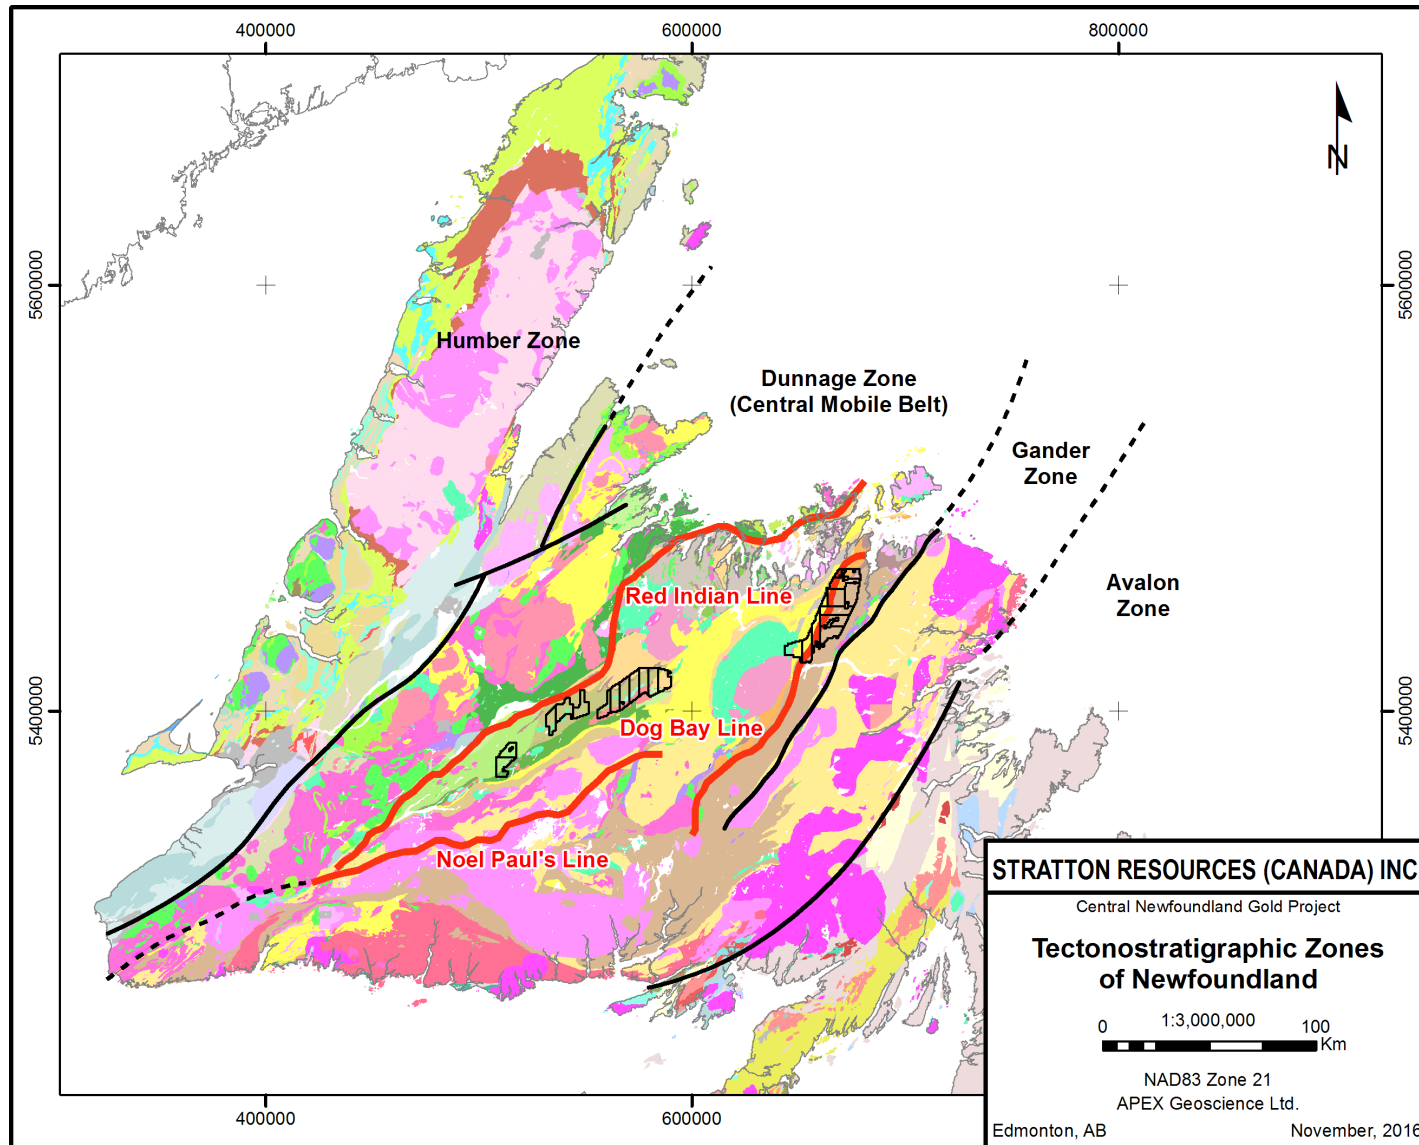 400000
600000
800000
N
5600000
5600000
Humber Zone
Dunnage Zone
(Central Mobile Belt)
Gander
Zone
Avalon
Zone
Red Indian Line
5400000
5400000
Dog Bay Line
Noel Paul's Line
STRATTON RESOURCES (CANADA) INC
Central Newfoundland Gold Project
Tectonostratigraphic Zones
of Newfoundland
1:3,000,000
0
100
Km
NAD83 Zone 21
APEX Geoscience Ltd.
Edmonton, AB
November, 2016
400000
600000